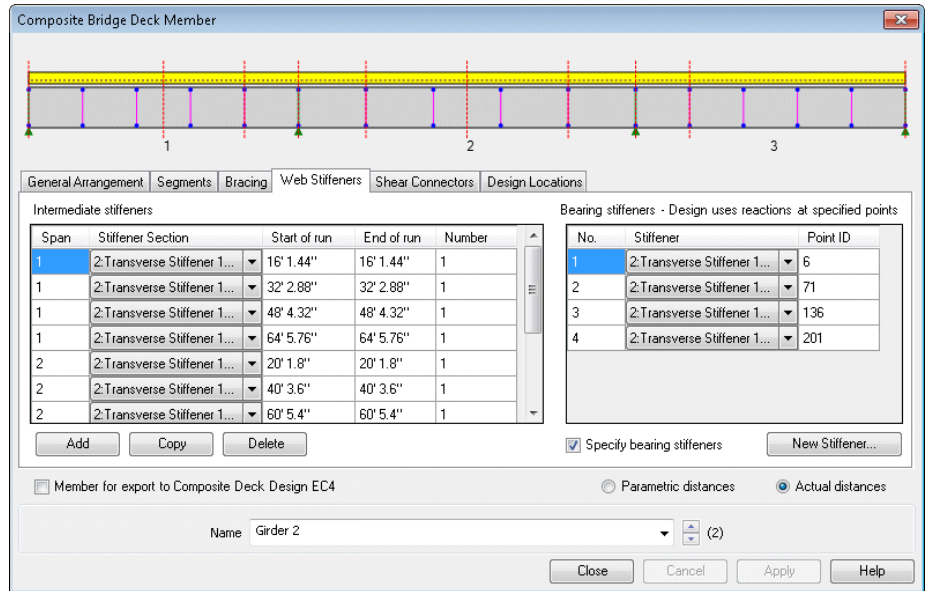 Composite Bridge Deck Member
1 2 3
General Arrangement Segments Bracing Web Stiffeners Shear Connectors Design Locations
Intermediate stiffeners
Bearing stiffeners - Design uses reactions at specified points
Span Stiffener Section Start of run End of run Number
1 2:Transverse Stiffener 1... 16' 1.44'' 16' 1.44'' 1
1 2:Transverse Stiffener 1... 32' 2.88'' 32' 2.88'' 1
1 2:Transverse Stiffener 1... 48' 4.32'' 48' 4.32'' 1
1 2:Transverse Stiffener 1... 64' 5.76'' 64' 5.76'' 1
2 2:Transverse Stiffener 1... 20' 1.8'' 20' 1.8'' 1
2 2:Transverse Stiffener 1... 40' 3.6'' 40' 3.6'' 1
2 2:Transverse Stiffener 1... 60' 5.4'' 60' 5.4'' 1
No. Stiffener Point ID
1 2:Transverse Stiffener 1... 6
2 2:Transverse Stiffener 1... 71
3 2:Transverse Stiffener 1... 136
4 2:Transverse Stiffener 1... 201
Add Copy Delete
Specify bearing stiffeners New Stiffener...
Member for export to Composite Deck Design EC4
Parametric distances Actual distances
Name Girder 2 (2)
Close Cancel Apply Help